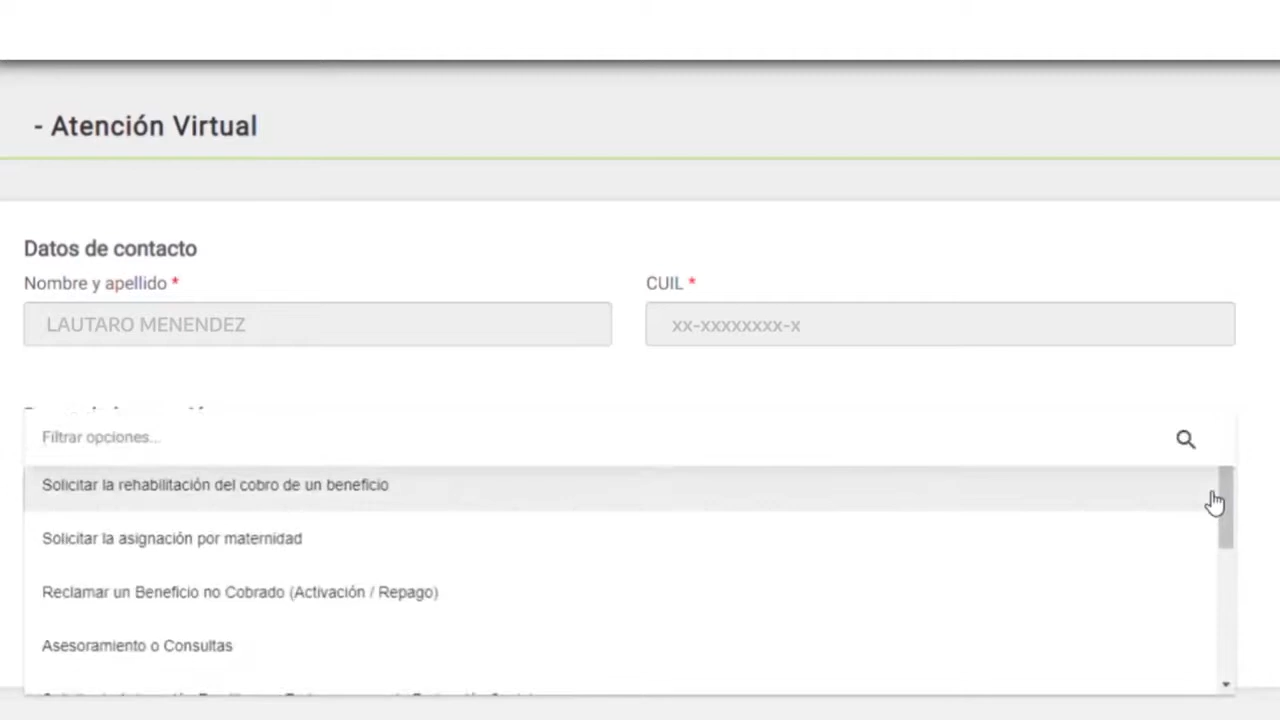 - Atención Virtual
Datos de contacto
Nombre y apellido *
CUIL *
LAUTARO MENENDEZ
xx-xxxxxxxx-x
Filtrar opciones...
Solicitar la rehabilitación del cobro de un beneficio
Solicitar la asignación por maternidad
Reclamar un Beneficio no Cobrado (Activación / Repago)
Asesoramiento o Consultas